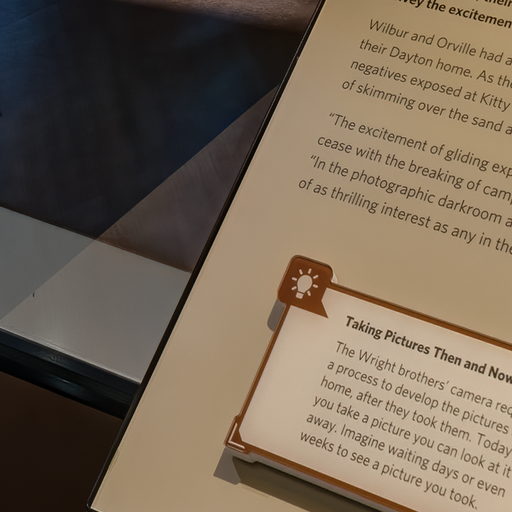 the excitement
Wilbur and Orville had a
their Dayton home. As the
negatives exposed at Kitty
of skimming over the sand a
"The excitement of gliding exp
cease with the breaking of cam
"In the photographic darkroom a
of as thrilling interest as any in the
Taking Pictures Then and Now
The Wright brothers' camera req
a process to develop the pictures
home, after they took them. Today
you take a picture you can look at it
away. Imagine waiting days or even
weeks to see a picture you took.